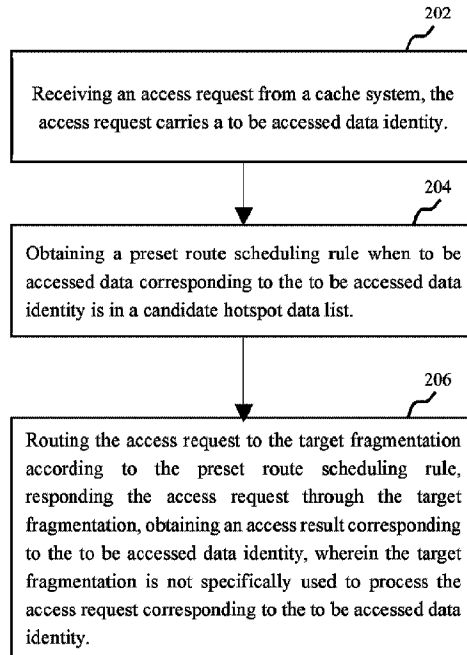 202
Receiving an access request from a cache system, the
access request carries a to be accessed data identity.
204
Obtaining a preset route scheduling rule when to be
accessed data corresponding to the to be accessed data
identity is in a candidate hotspot data list.
206
Routing the access request to the target fragmentation
according to the preset route scheduling rule,
responding the access request through the target
fragmentation, obtaining an access result corresponding
to the to be accessed data identity, wherein the target
fragmentation is not specifically used to process the
access request corresponding to the to be accessed data
identity.